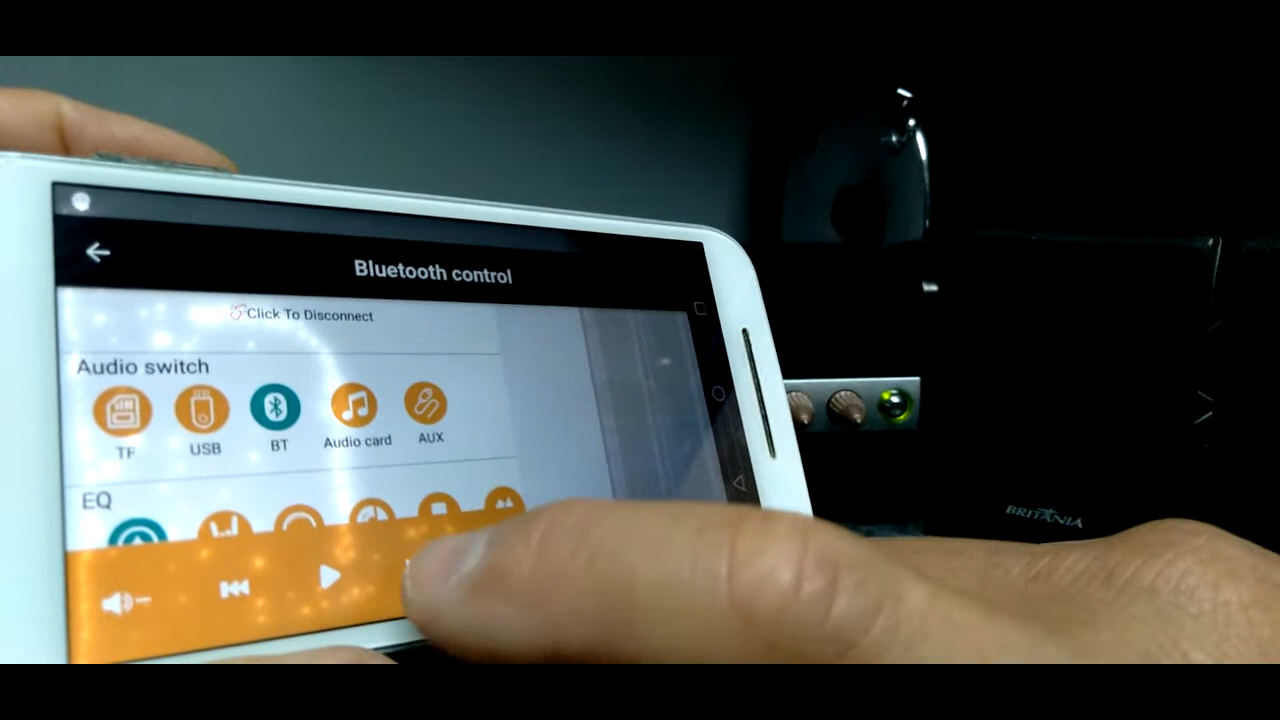 Bluetooth control
Click To Disconnect
Audio switch
TF
USB
BT
Audio card
AUX
EQ
BRITANIA